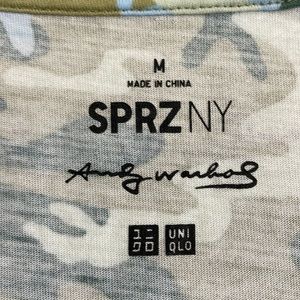 M
MADE IN CHINA
SPRZ NY
Andy Warhol
ユニ UNI
クロ QLO